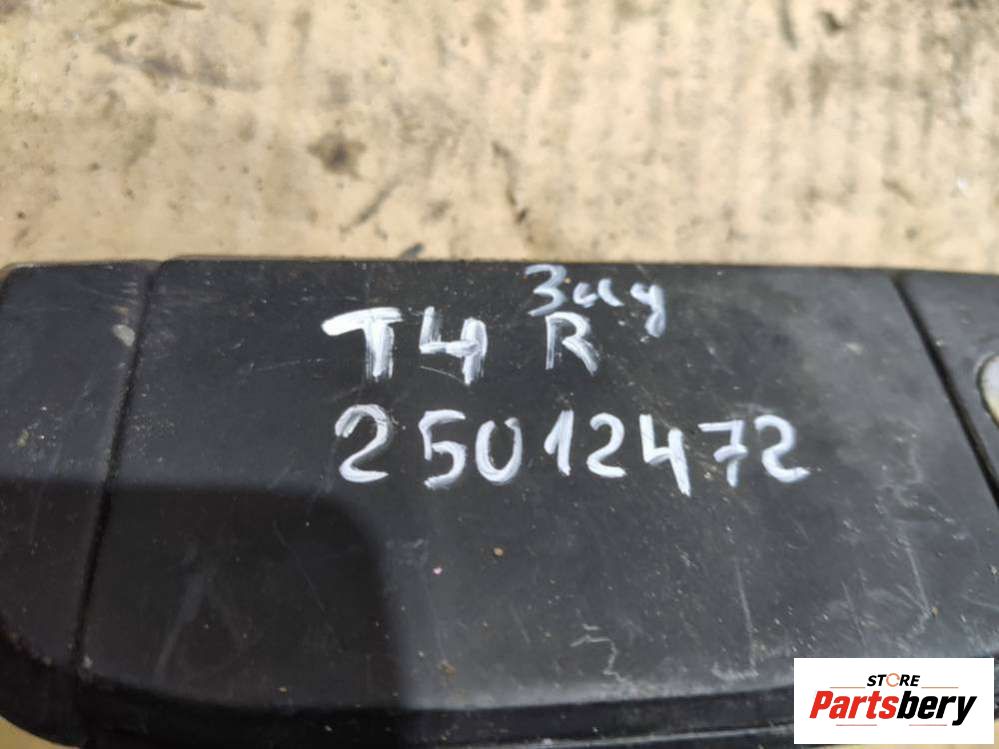 Зад
T4 R
25012472
STORE
Partsbery